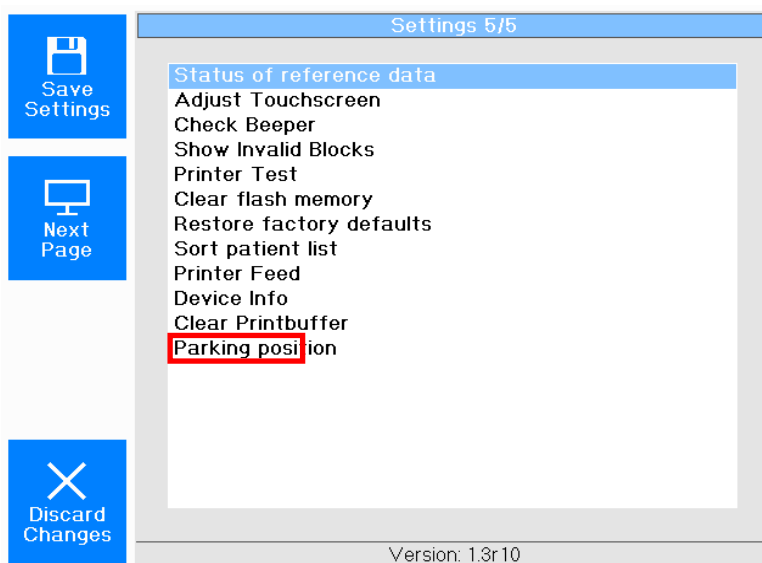 Settings 5/5
Save
Settings
Next
Page
Discard
Changes
Status of reference data
Adjust Touchscreen
Check Beeper
Show Invalid Blocks
Printer Test
Clear flash memory
Restore factory defaults
Sort patient list
Printer Feed
Device Info
Clear Printbuffer
Parking position
Version: 1.3r10